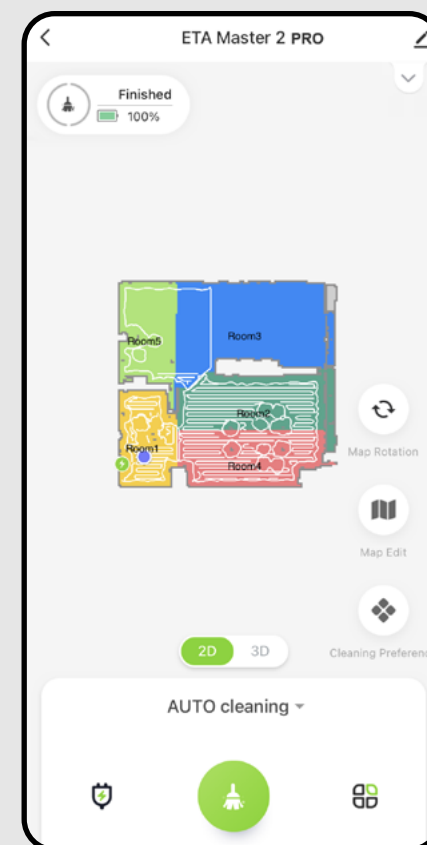 ETA Master 2 PRO
Finished
100%
Room5
Room3
Room2
Room1
Room4
Map Rotation
Map Edit
Cleaning Preferen
2D 3D
AUTO cleaning